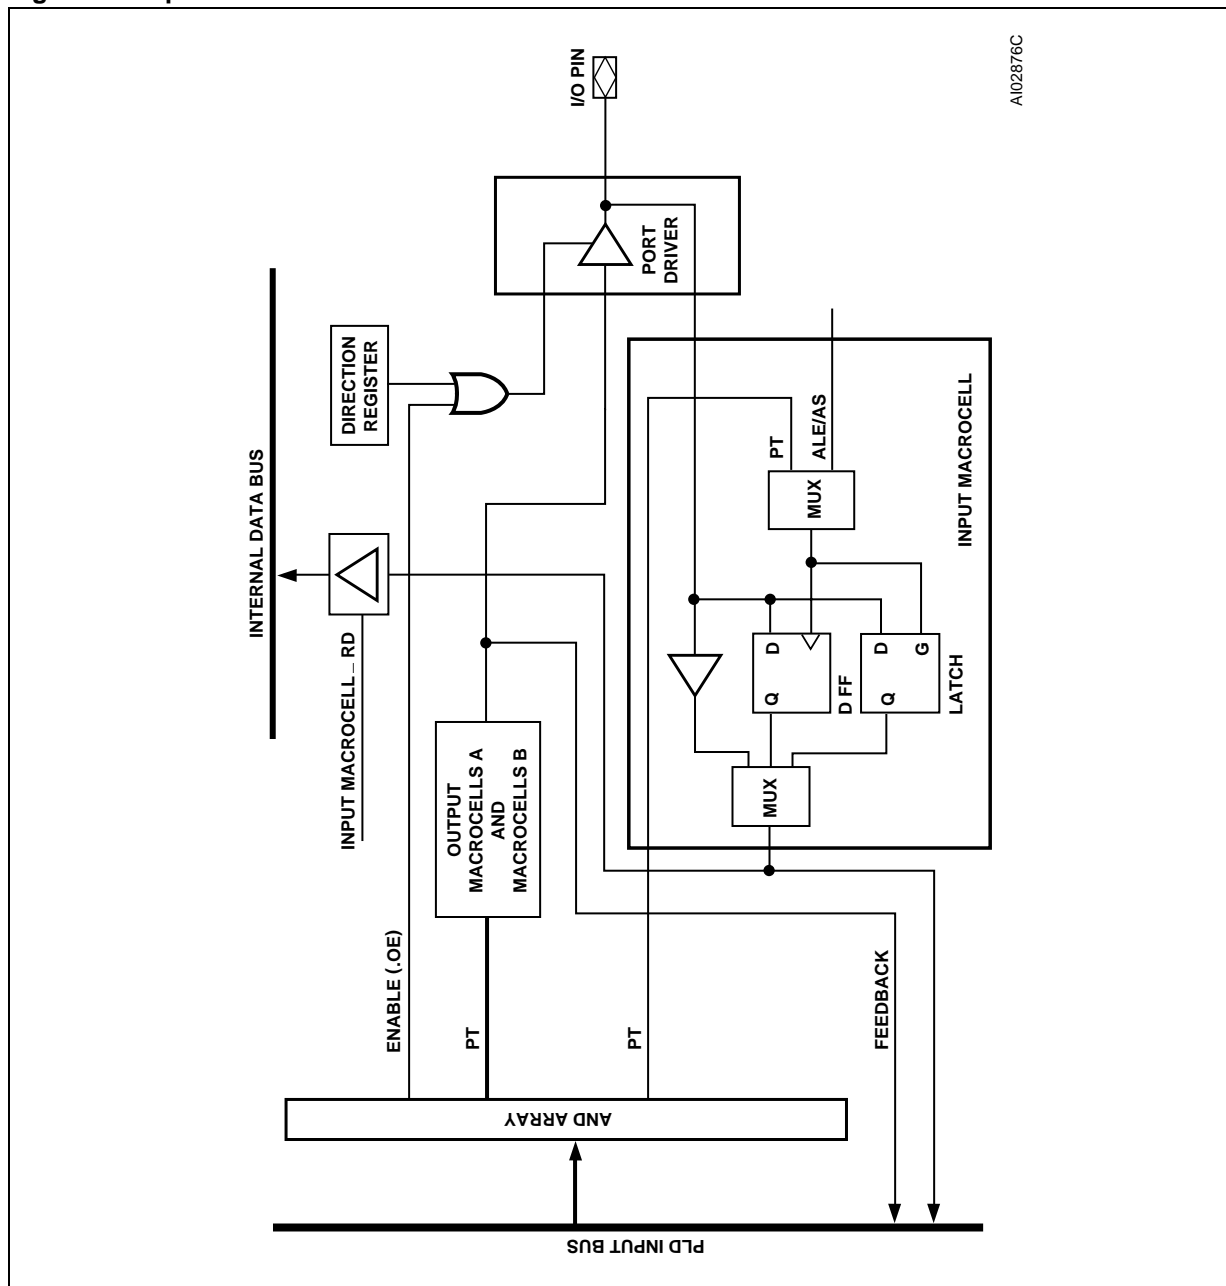 AI02876C
I/O PIN
PORT
DRIVER
DIRECTION
REGISTER
INTERNAL DATA BUS
INPUT MACROCELL_ RD
OUTPUT
MACROCELLS A
AND
MACROCELLS B
PT
ALE/AS
MUX
INPUT MACROCELL
D
Q
D FF
D
G
Q
LATCH
MUX
ENABLE (.OE)
PT
PT
FEEDBACK
AND ARRAY
PLD INPUT BUS